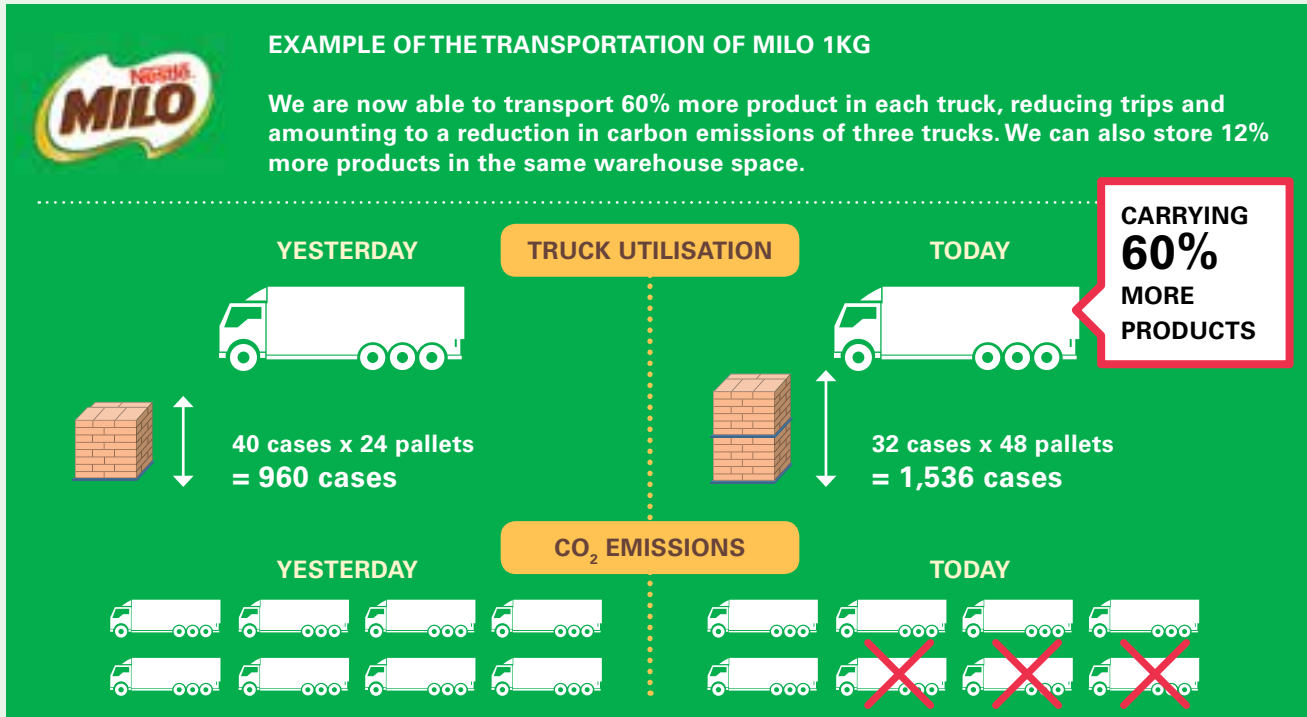 Nestlé
MILO
EXAMPLE OF THE TRANSPORTATION OF MILO 1KG
We are now able to transport 60% more product in each truck, reducing trips and
amounting to a reduction in carbon emissions of three trucks. We can also store 12%
more products in the same warehouse space.
CARRYING
60%
MORE
PRODUCTS
YESTERDAY
TRUCK UTILISATION
TODAY
40 cases x 24 pallets
= 960 cases
32 cases x 48 pallets
= 1,536 cases
CO₂ EMISSIONS
YESTERDAY
TODAY